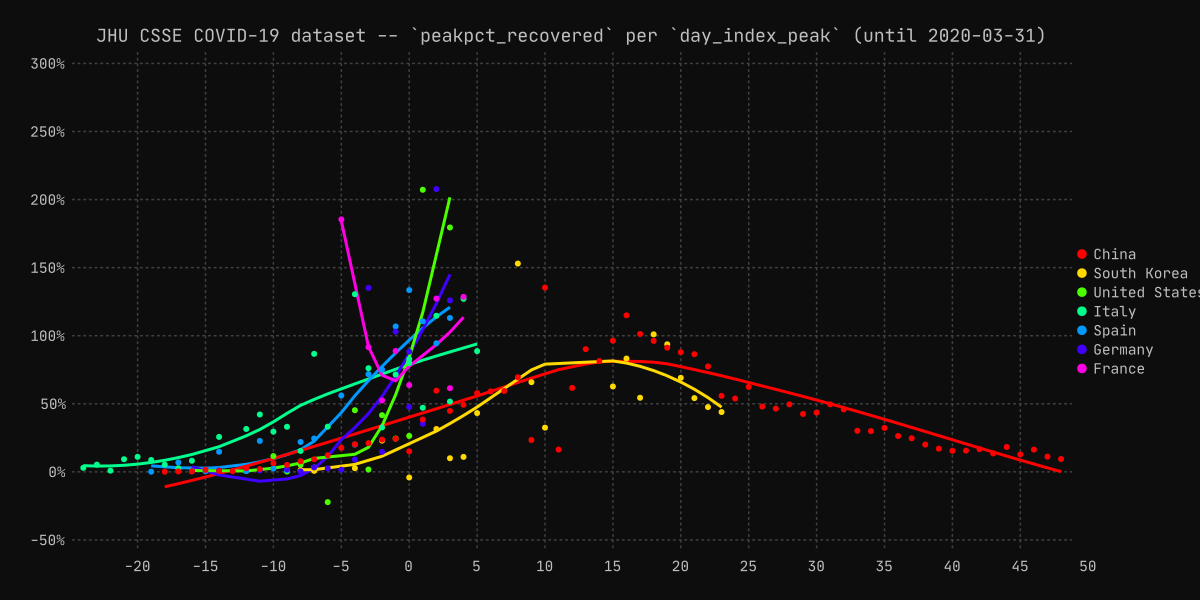 JHU CSSE COVID-19 dataset -- `peakpct_recovered` per `day_index_peak` (until 2020-03-31)
300%
250%
200%
150%
100%
50%
0%
-50%
-20 -15 -10 -5 0 5 10 15 20 25 30 35 40 45 50
China
South Korea
United States
Italy
Spain
Germany
France